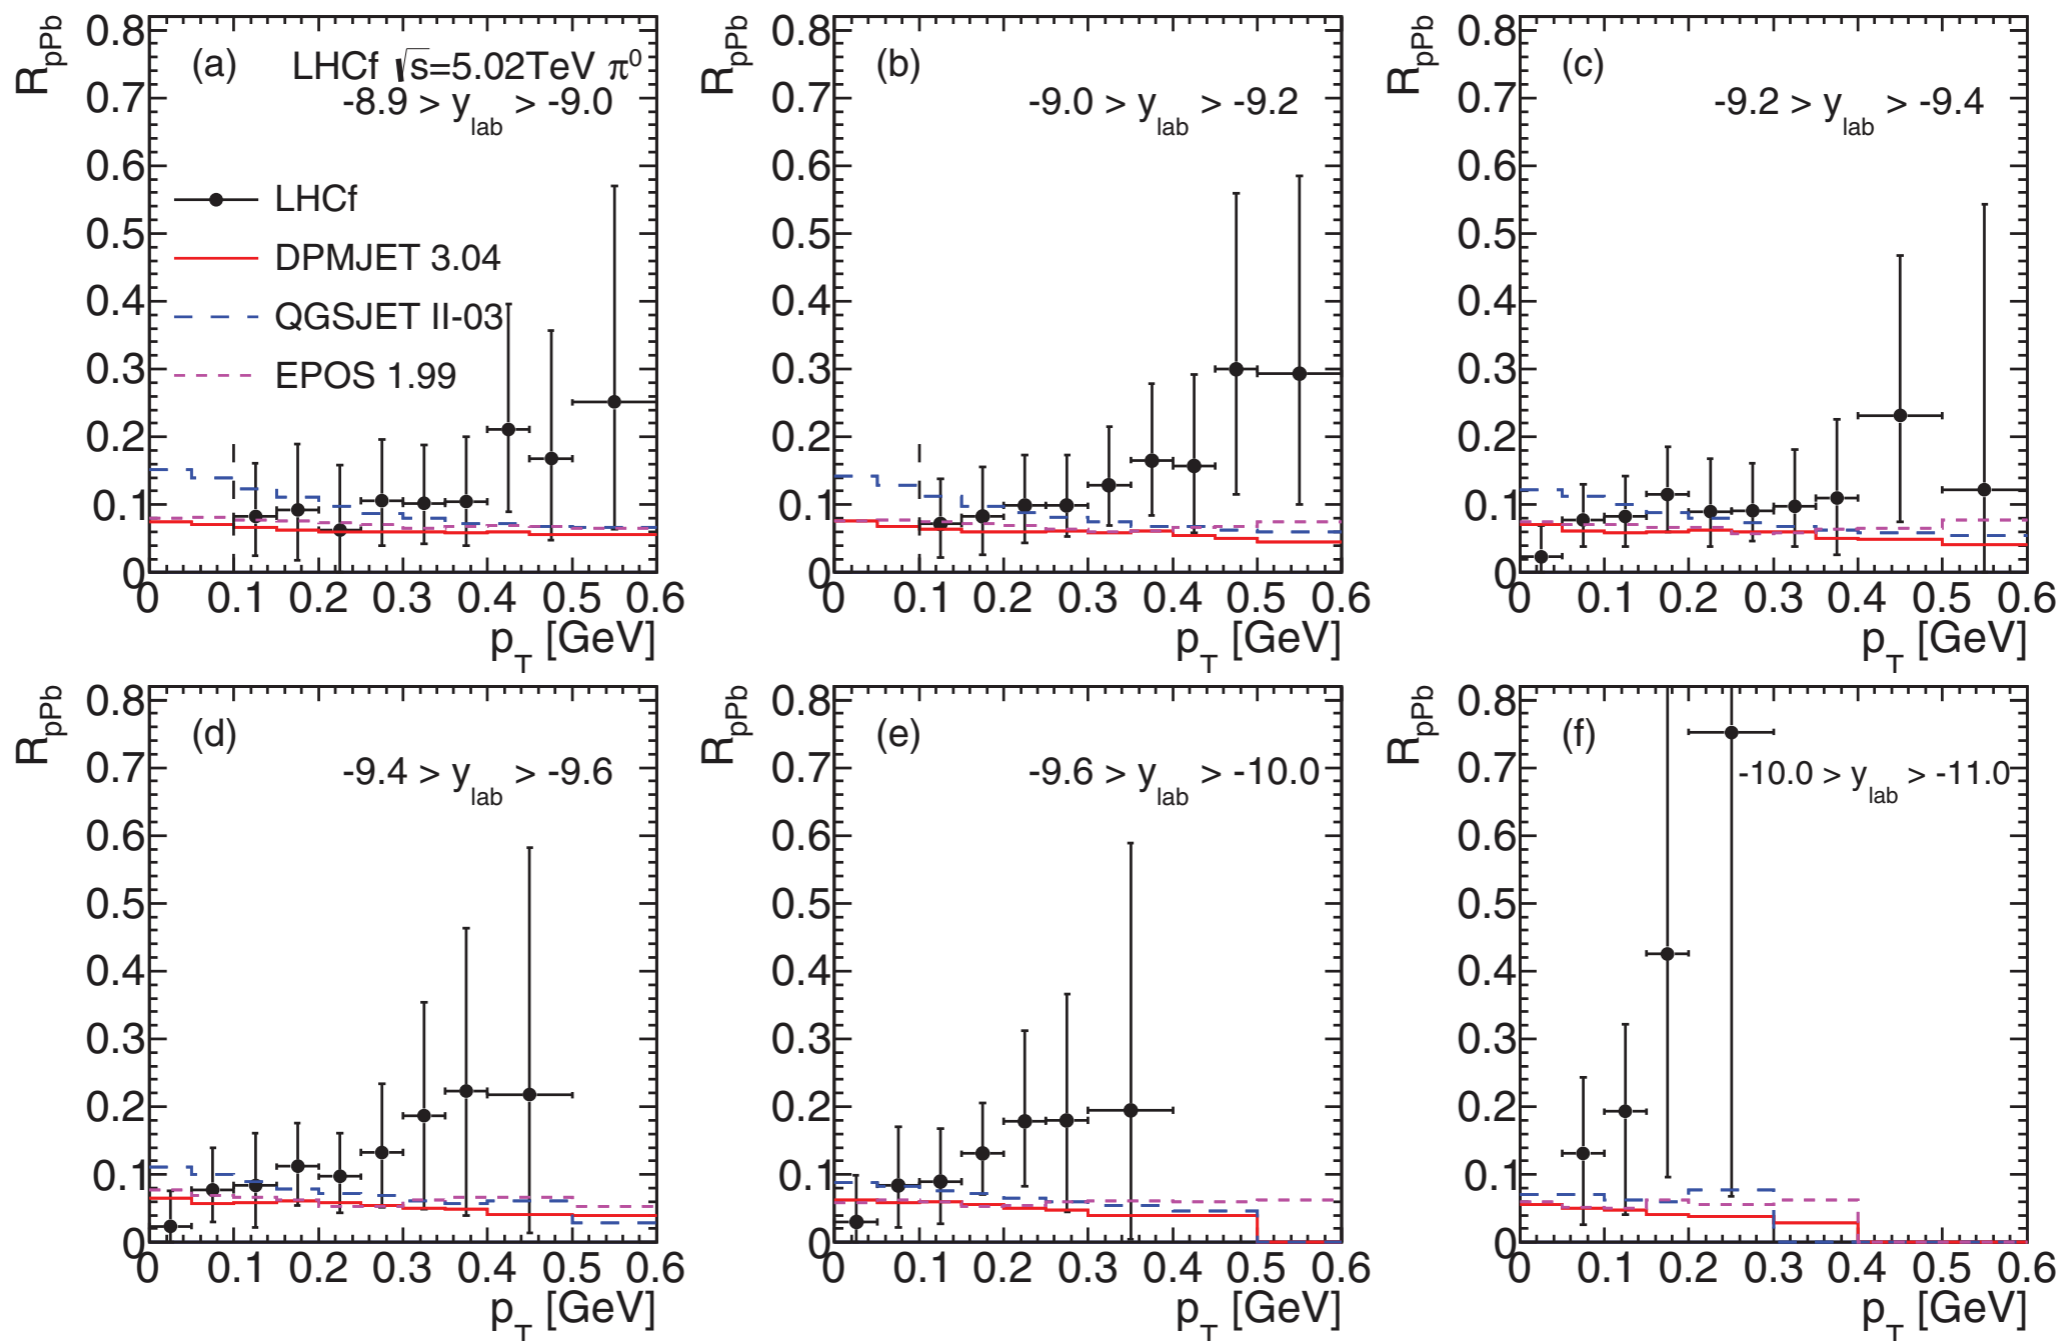 (a) LHCf √s=5.02TeV π⁰
-8.9 > y_lab > -9.0
R_pPb
0.8
0.7
0.6
0.5
0.4
0.3
0.2
0.1
0
LHCf
DPMJET 3.04
QGSJET II-03
EPOS 1.99
0 0.1 0.2 0.3 0.4 0.5 0.6
p_T [GeV]
(b)
-9.0 > y_lab > -9.2
R_pPb
0.8
0.7
0.6
0.5
0.4
0.3
0.2
0.1
0
0 0.1 0.2 0.3 0.4 0.5 0.6
p_T [GeV]
(c)
-9.2 > y_lab > -9.4
R_pPb
0.8
0.7
0.6
0.5
0.4
0.3
0.2
0.1
0
0 0.1 0.2 0.3 0.4 0.5 0.6
p_T [GeV]
(d)
-9.4 > y_lab > -9.6
R_pPb
0.8
0.7
0.6
0.5
0.4
0.3
0.2
0.1
0
0 0.1 0.2 0.3 0.4 0.5 0.6
p_T [GeV]
(e)
-9.6 > y_lab > -10.0
R_pPb
0.8
0.7
0.6
0.5
0.4
0.3
0.2
0.1
0
0 0.1 0.2 0.3 0.4 0.5 0.6
p_T [GeV]
(f)
-10.0 > y_lab > -11.0
R_pPb
0.8
0.7
0.6
0.5
0.4
0.3
0.2
0.1
0
0 0.1 0.2 0.3 0.4 0.5 0.6
p_T [GeV]